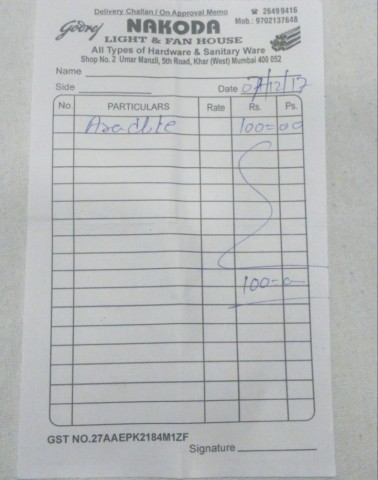 Delivery Challan / On Approval Memo ☎ 26499416
Godrej NAKODA Mob.: 9702137648
LIGHT & FAN HOUSE
All Types of Hardware & Sanitary Ware
Shop No. 2 Umar Manzil, 5th Road, Khar (West) Mumbai 400 052
Name
Side Date 07/12/17
No. PARTICULARS Rate Rs. Ps.
Aradite 100=00
100=0
GST NO.27AAEPK2184M1ZF
Signature